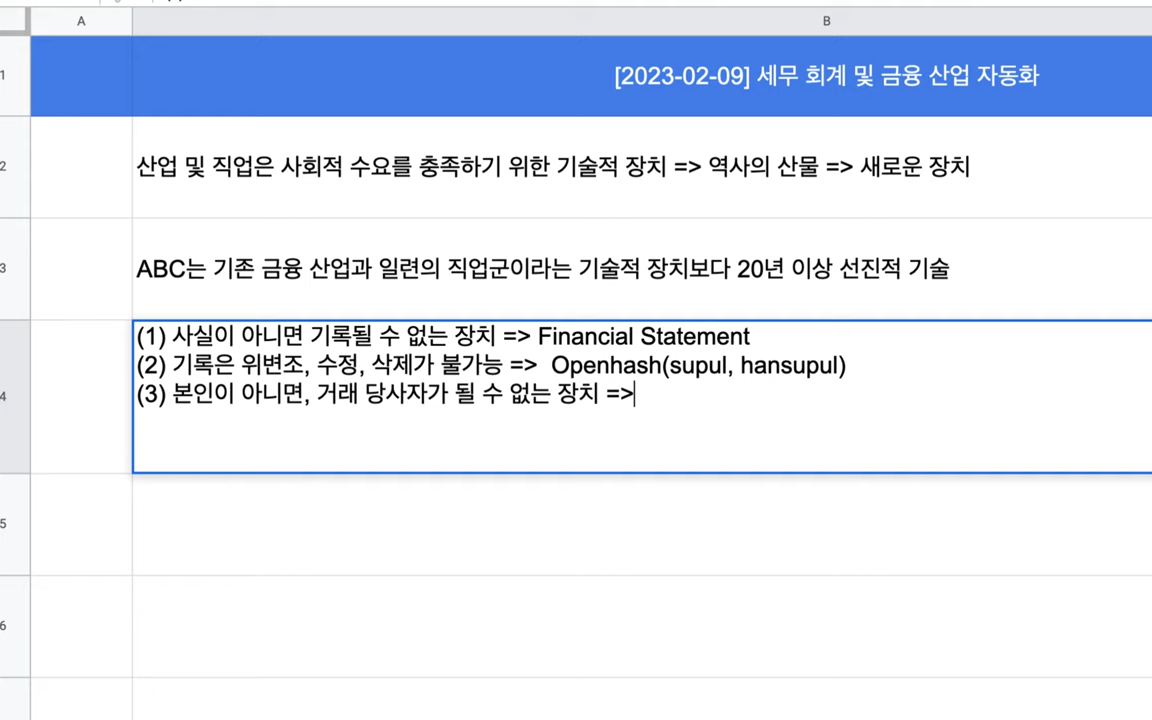 A
B
1
[2023-02-09] 세무 회계 및 금융 산업 자동화
2
산업 및 직업은 사회적 수요를 충족하기 위한 기술적 장치 => 역사의 산물 => 새로운 장치
3
ABC는 기존 금융 산업과 일련의 직업군이라는 기술적 장치보다 20년 이상 선진적 기술
4
(1) 사실이 아니면 기록될 수 없는 장치 => Financial Statement
(2) 기록은 위변조, 수정, 삭제가 불가능 =>  Openhash(supul, hansupul)
(3) 본인이 아니면, 거래 당사자가 될 수 없는 장치 =>
5
6